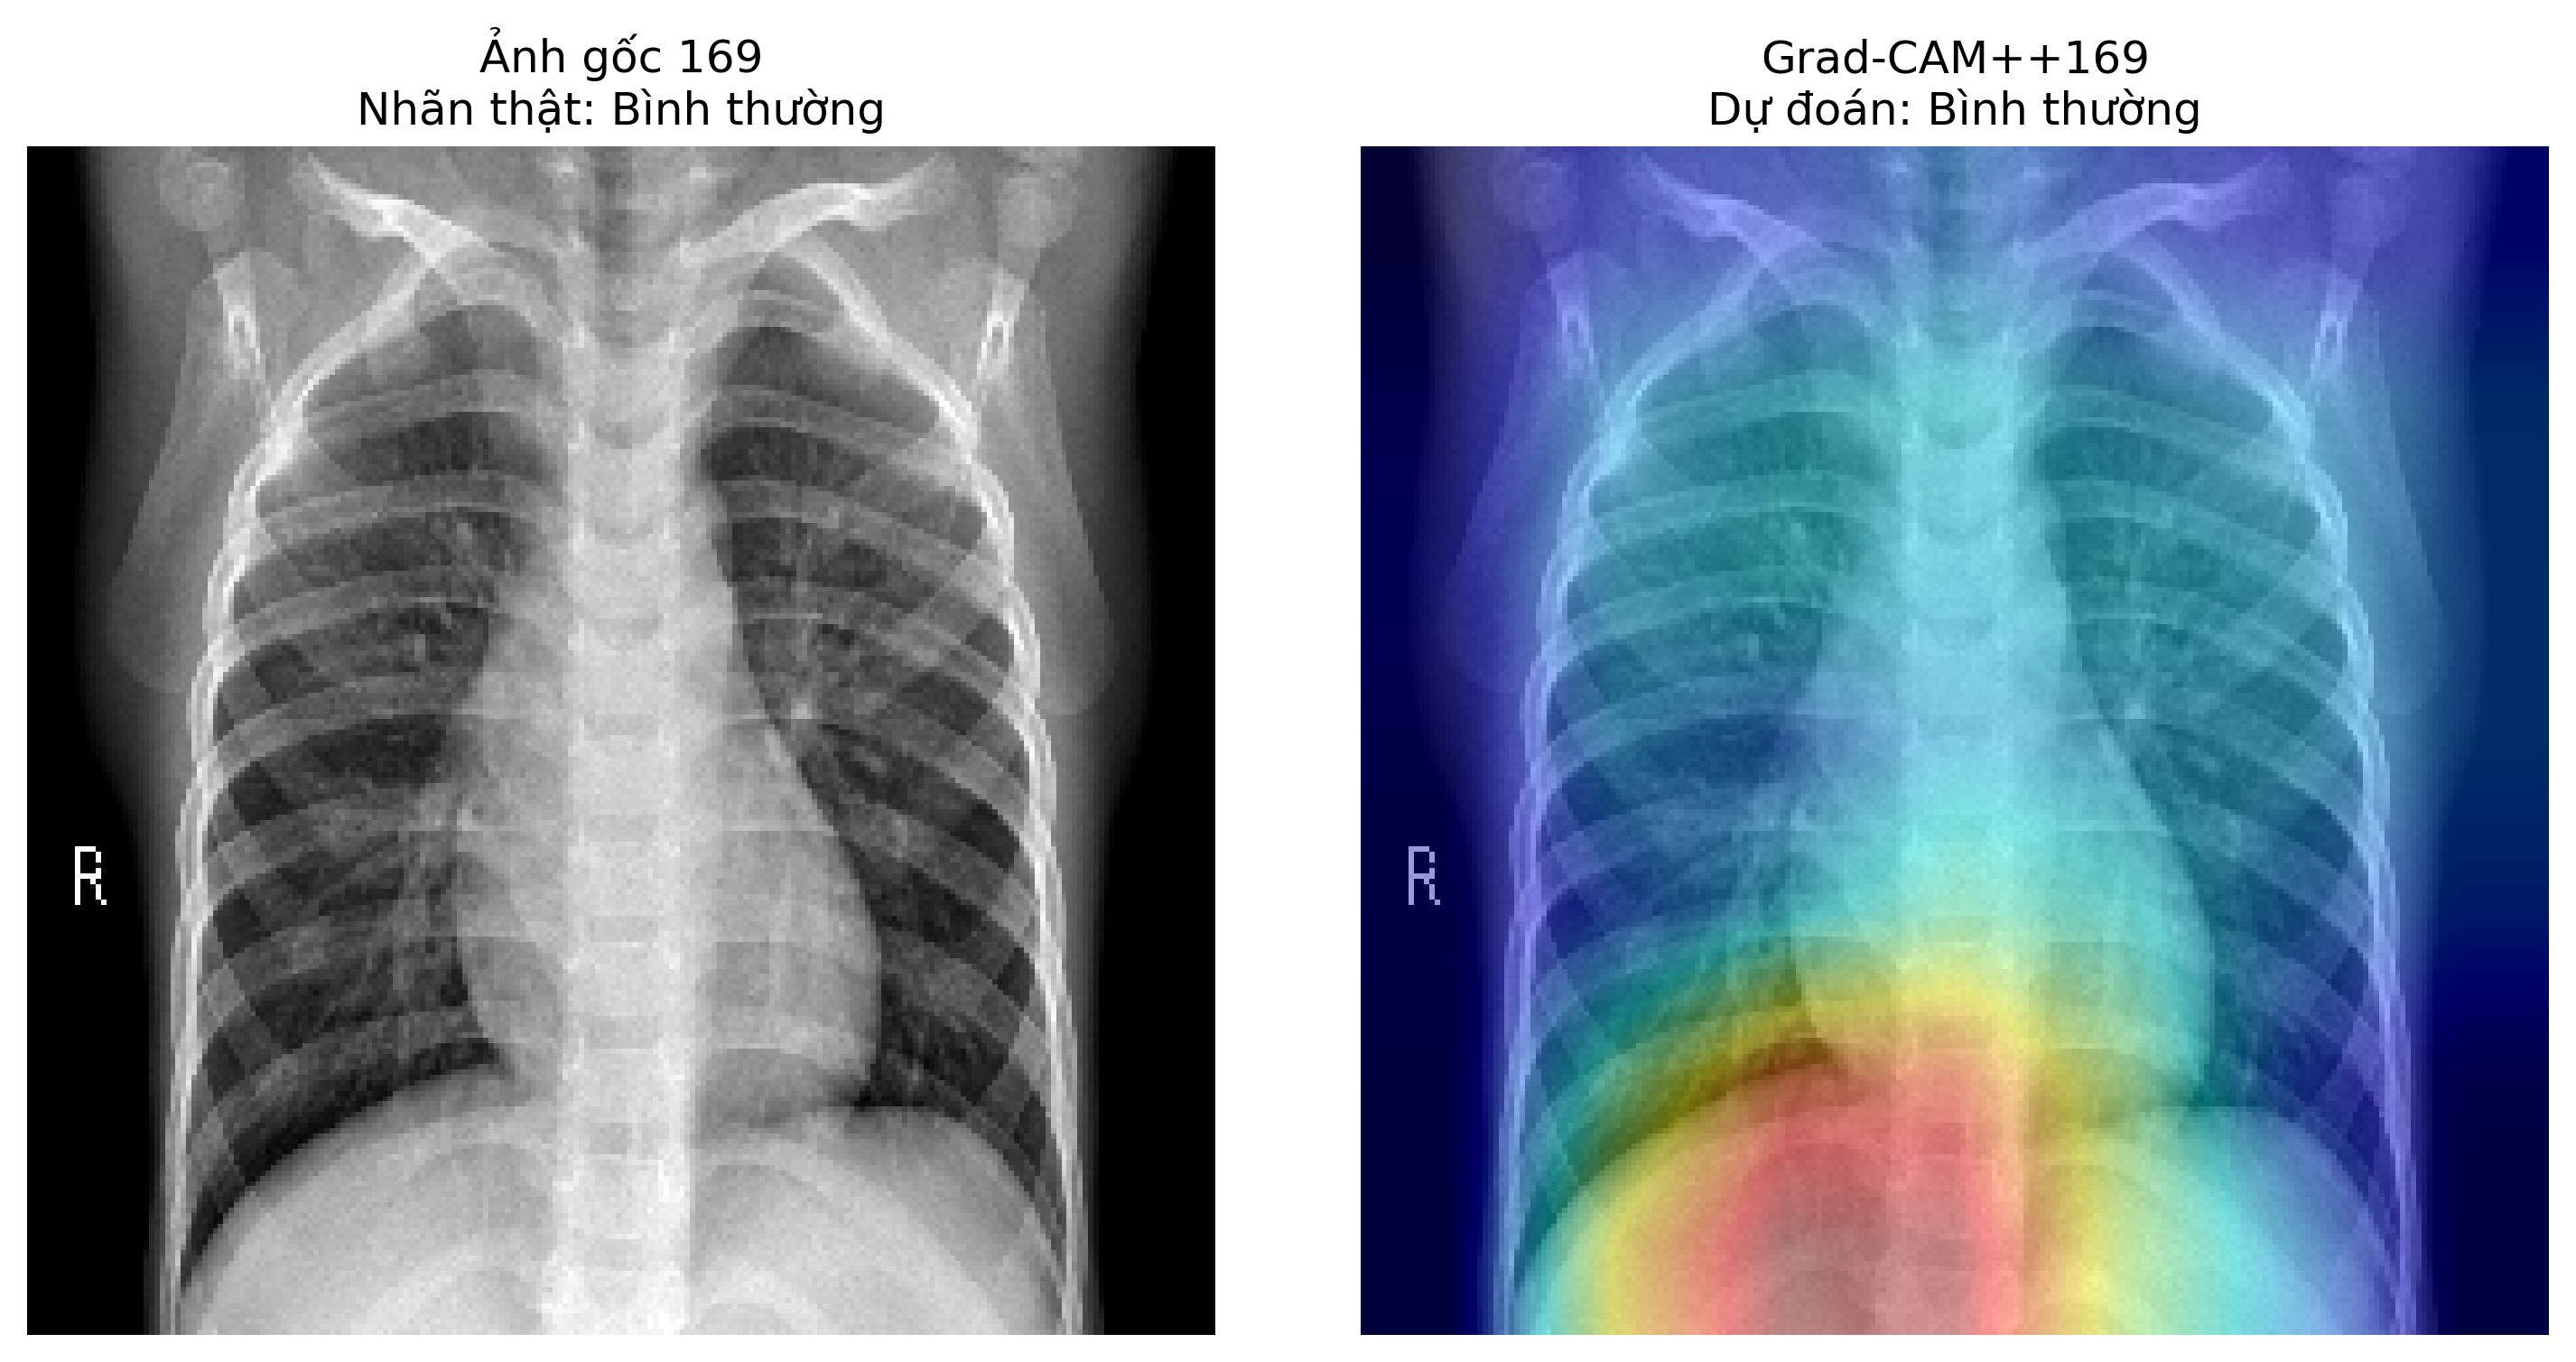 Ảnh gốc 169
Nhãn thật: Bình thường
Grad-CAM++169
Dự đoán: Bình thường
R
R